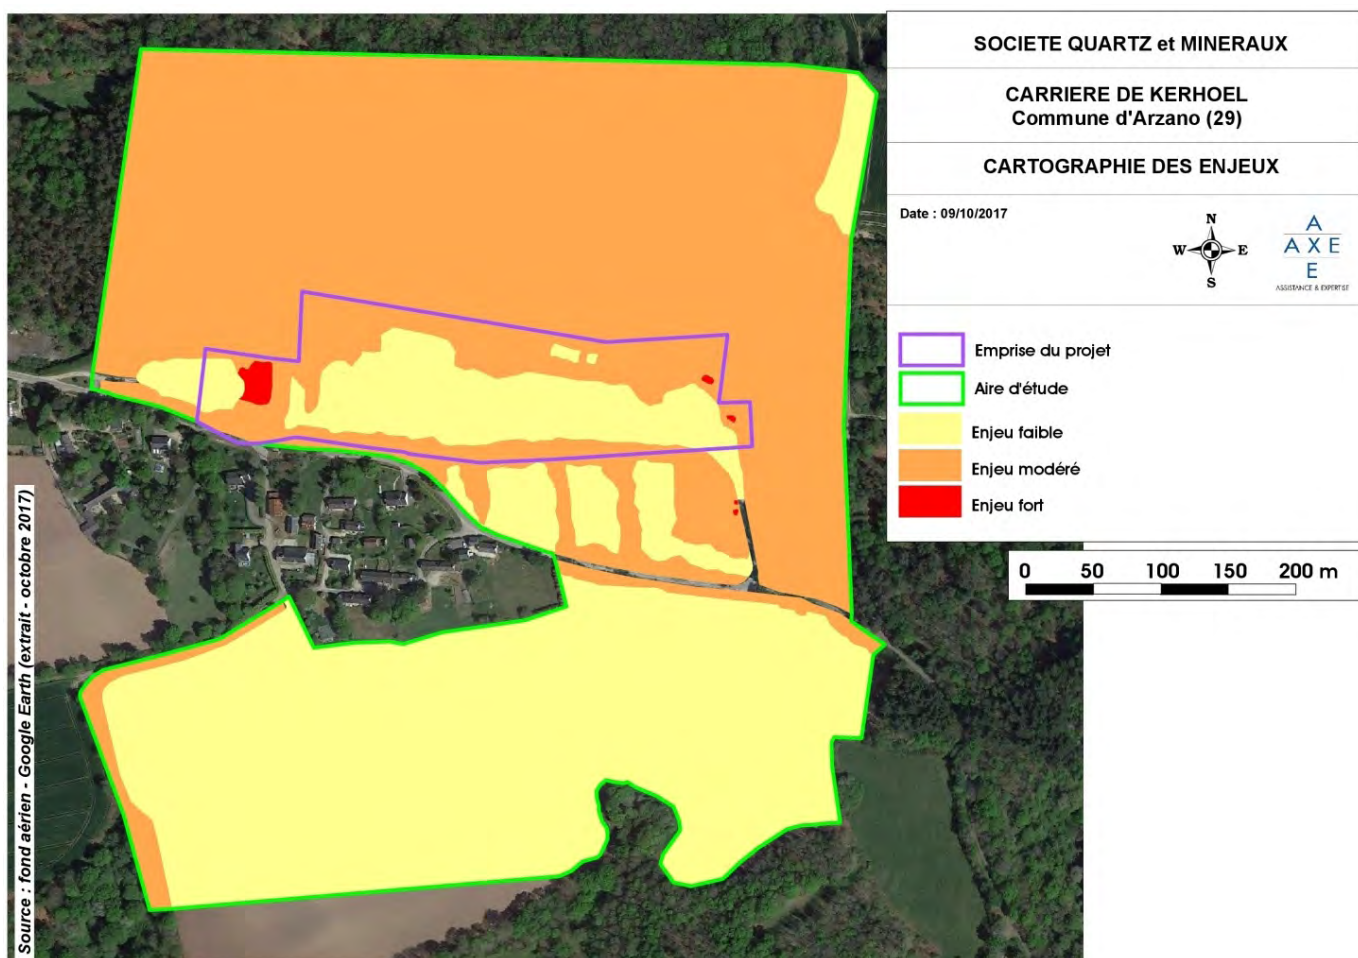 SOCIETE QUARTZ et MINERAUX
CARRIERE DE KERHOEL
Commune d'Arzano (29)
CARTOGRAPHIE DES ENJEUX
Date : 09/10/2017
N
W E
S
A
A X E
E
ASSISTANCE & EXPERTISE
Emprise du projet
Aire d'étude
Enjeu faible
Enjeu modéré
Enjeu fort
0 50 100 150 200 m
Source : fond aérien - Google Earth (extrait - octobre 2017)